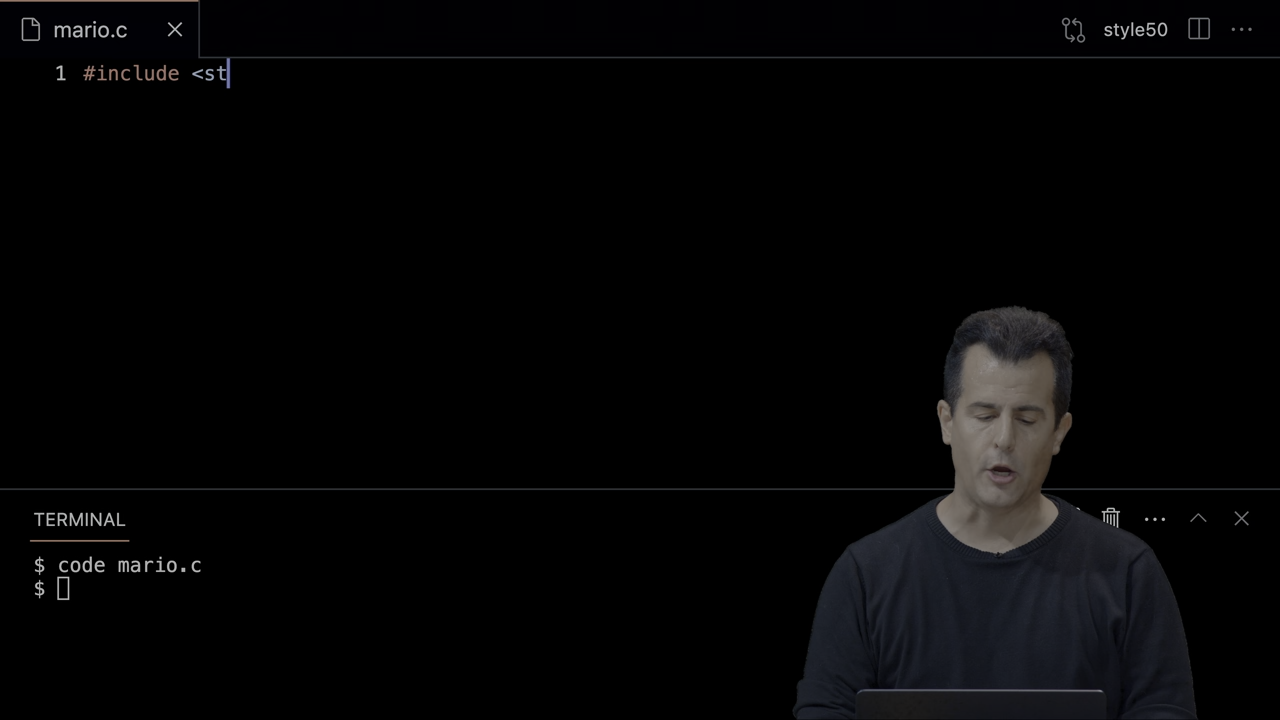 mario.c
style50
1 #include <st
TERMINAL
$ code mario.c
$